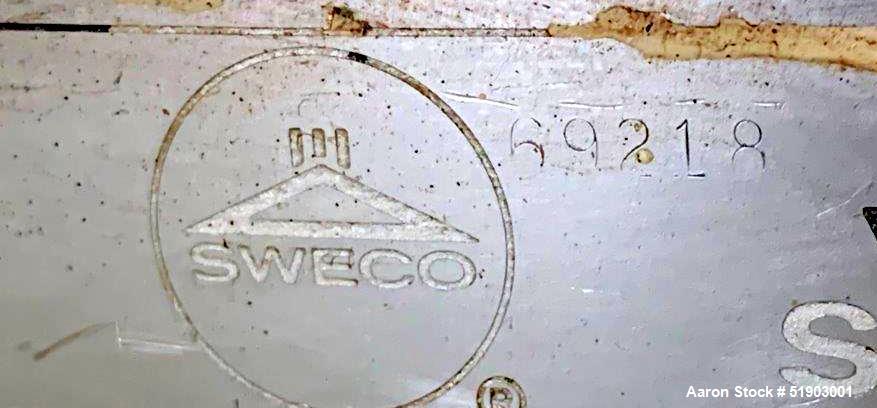 69218
SWECO
®
S
Aaron Stock # 51903001